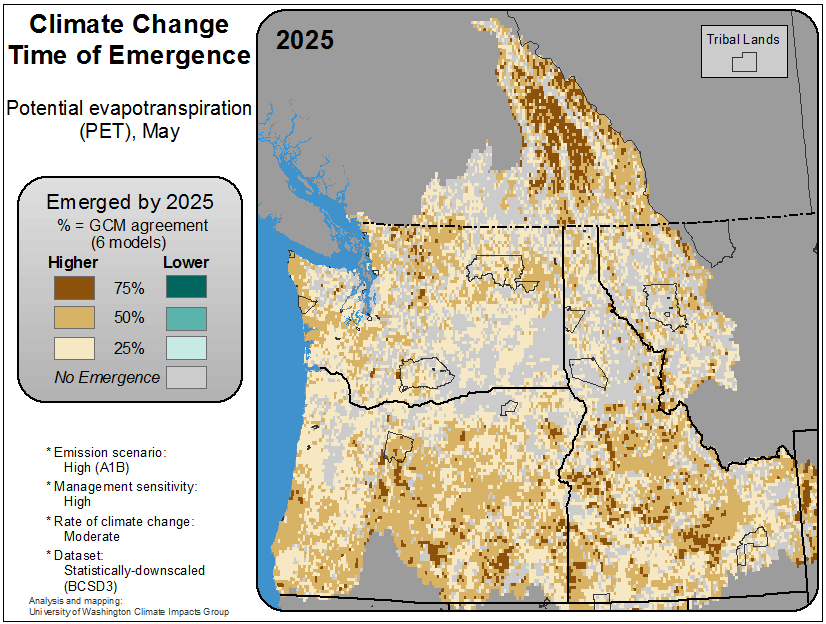 Climate Change
Time of Emergence
Potential evapotranspiration
(PET), May
Emerged by 2025
% = GCM agreement
(6 models)
Higher Lower
75%
50%
25%
No Emergence
* Emission scenario:
High (A1B)
* Management sensitivity:
High
* Rate of climate change:
Moderate
* Dataset:
Statistically-downscaled
(BCSD3)
Analysis and mapping:
University of Washington Climate Impacts Group
2025
Tribal Lands